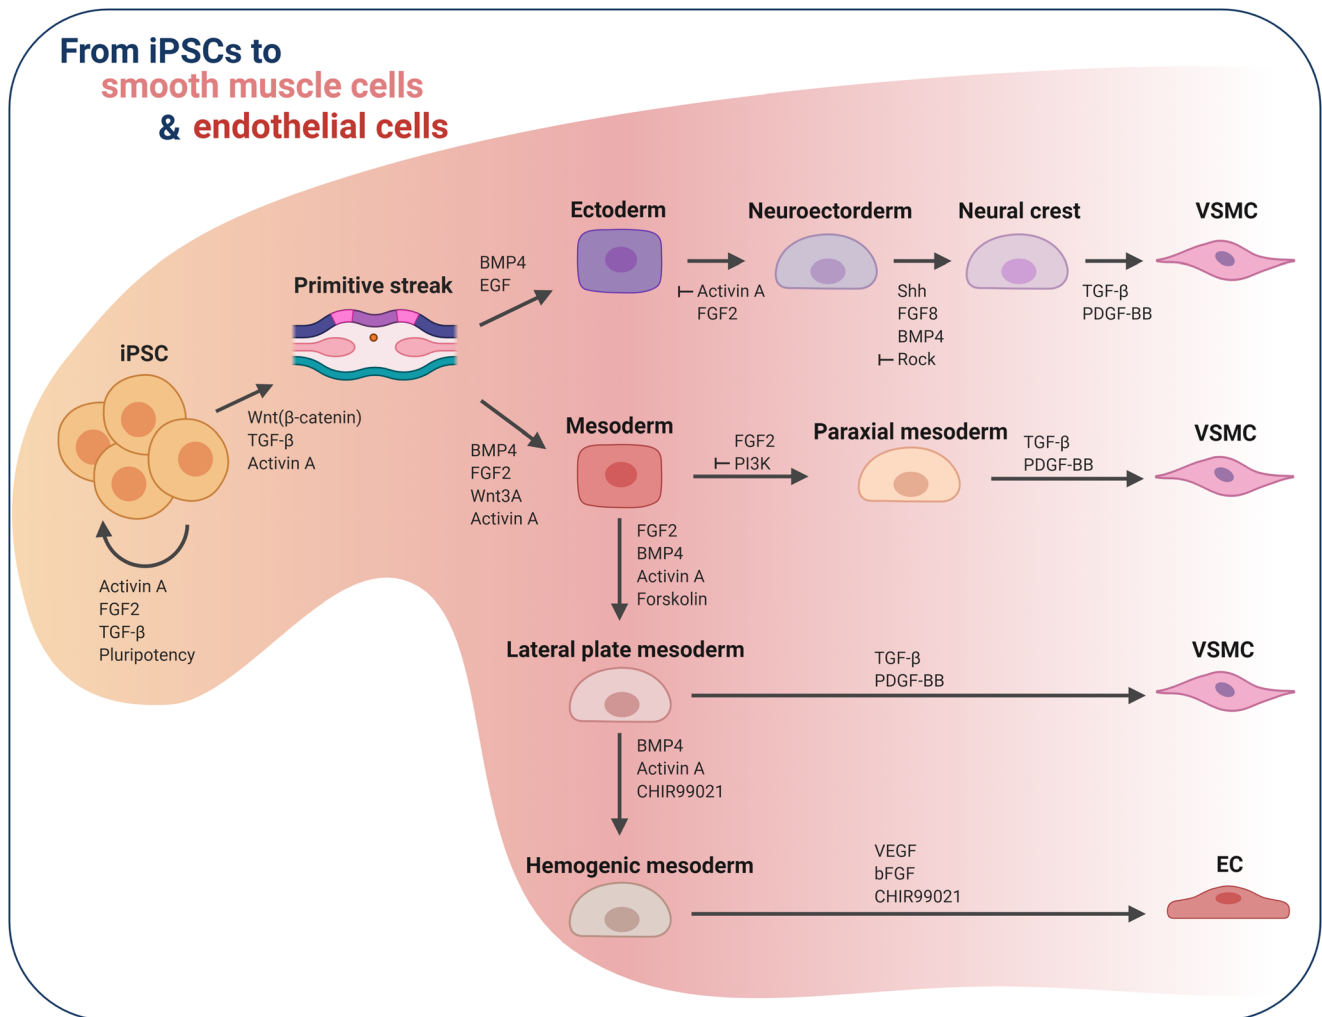 From iPSCs to
smooth muscle cells
& endothelial cells
iPSC
Activin A
FGF2
TGF-β
Pluripotency
Wnt(β-catenin)
TGF-β
Activin A
Primitive streak
BMP4
EGF
Ectoderm
Activin A
FGF2
Neuroectorderm
Shh
FGF8
BMP4
Rock
Neural crest
TGF-β
PDGF-BB
VSMC
BMP4
FGF2
Wnt3A
Activin A
Mesoderm
FGF2
PI3K
Paraxial mesoderm
TGF-β
PDGF-BB
VSMC
FGF2
BMP4
Activin A
Forskolin
Lateral plate mesoderm
TGF-β
PDGF-BB
VSMC
BMP4
Activin A
CHIR99021
Hemogenic mesoderm
VEGF
bFGF
CHIR99021
EC